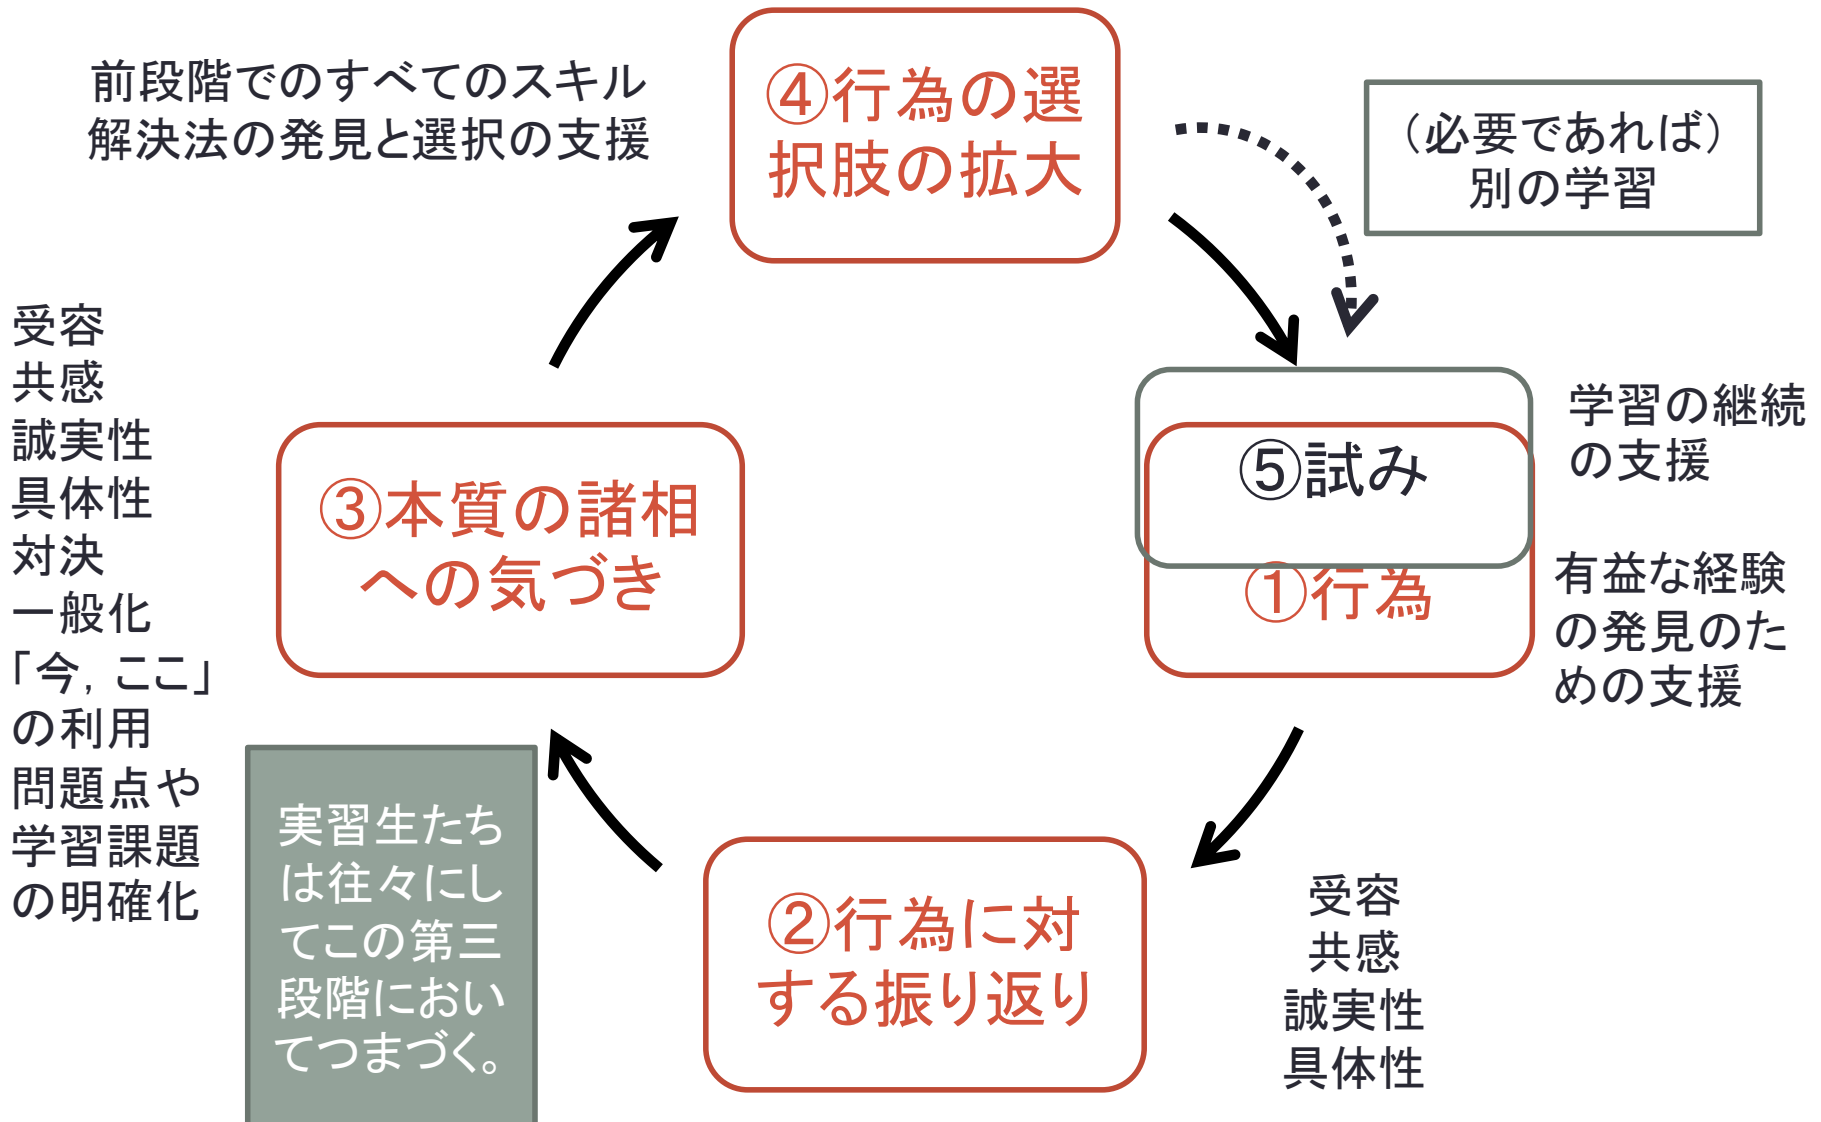 前段階でのすべてのスキル
解決法の発見と選択の支援
④行為の選
択肢の拡大
（必要であれば）
別の学習
受容
共感
誠実性
具体性
対決
一般化
「今，ここ」
の利用
問題点や
学習課題
の明確化
③本質の諸相
への気づき
⑤試み
①行為
学習の継続
の支援
有益な経験
の発見のた
めの支援
実習生たち
は往々にし
てこの第三
段階におい
てつまづく。
②行為に対
する振り返り
受容
共感
誠実性
具体性